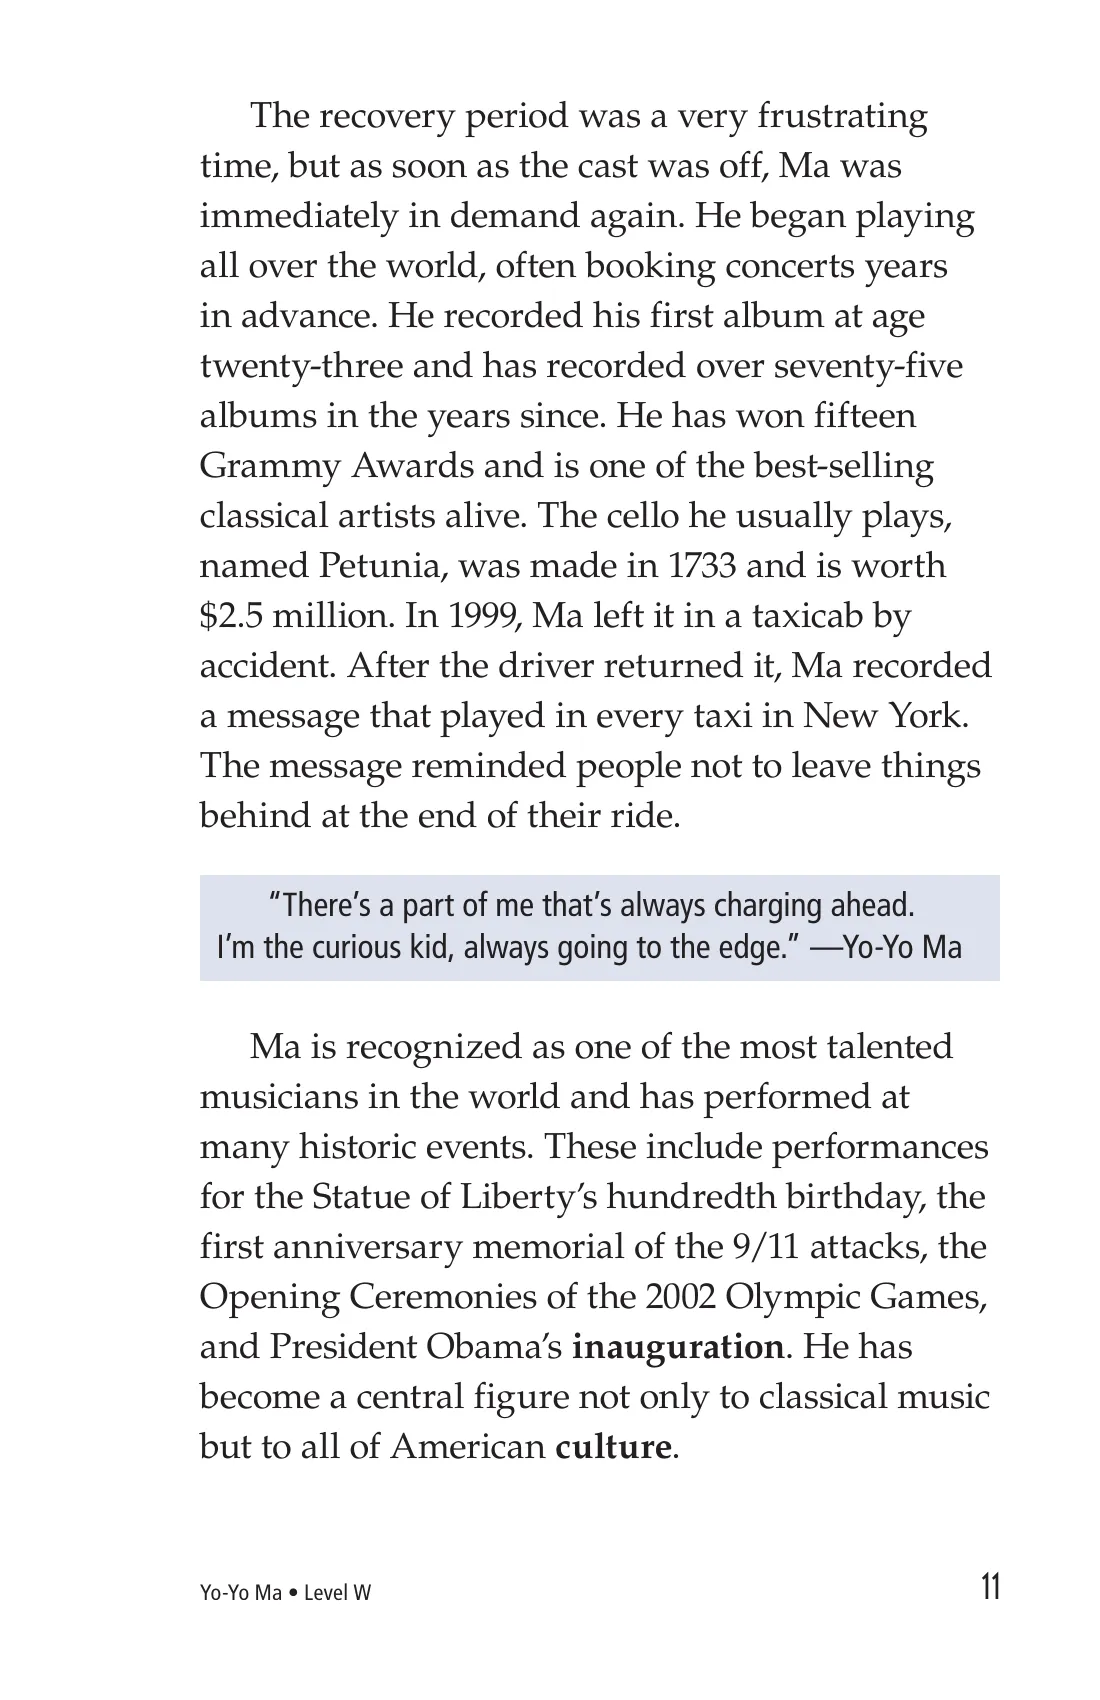 The recovery period was a very frustrating
time, but as soon as the cast was off, Ma was
immediately in demand again. He began playing
all over the world, often booking concerts years
in advance. He recorded his first album at age
twenty-three and has recorded over seventy-five
albums in the years since. He has won fifteen
Grammy Awards and is one of the best-selling
classical artists alive. The cello he usually plays,
named Petunia, was made in 1733 and is worth
$2.5 million. In 1999, Ma left it in a taxicab by
accident. After the driver returned it, Ma recorded
a message that played in every taxi in New York.
The message reminded people not to leave things
behind at the end of their ride.
“There’s a part of me that’s always charging ahead.
I’m the curious kid, always going to the edge.” —Yo-Yo Ma
Ma is recognized as one of the most talented
musicians in the world and has performed at
many historic events. These include performances
for the Statue of Liberty’s hundredth birthday, the
first anniversary memorial of the 9/11 attacks, the
Opening Ceremonies of the 2002 Olympic Games,
and President Obama’s inauguration. He has
become a central figure not only to classical music
but to all of American culture.
Yo-Yo Ma • Level W 11